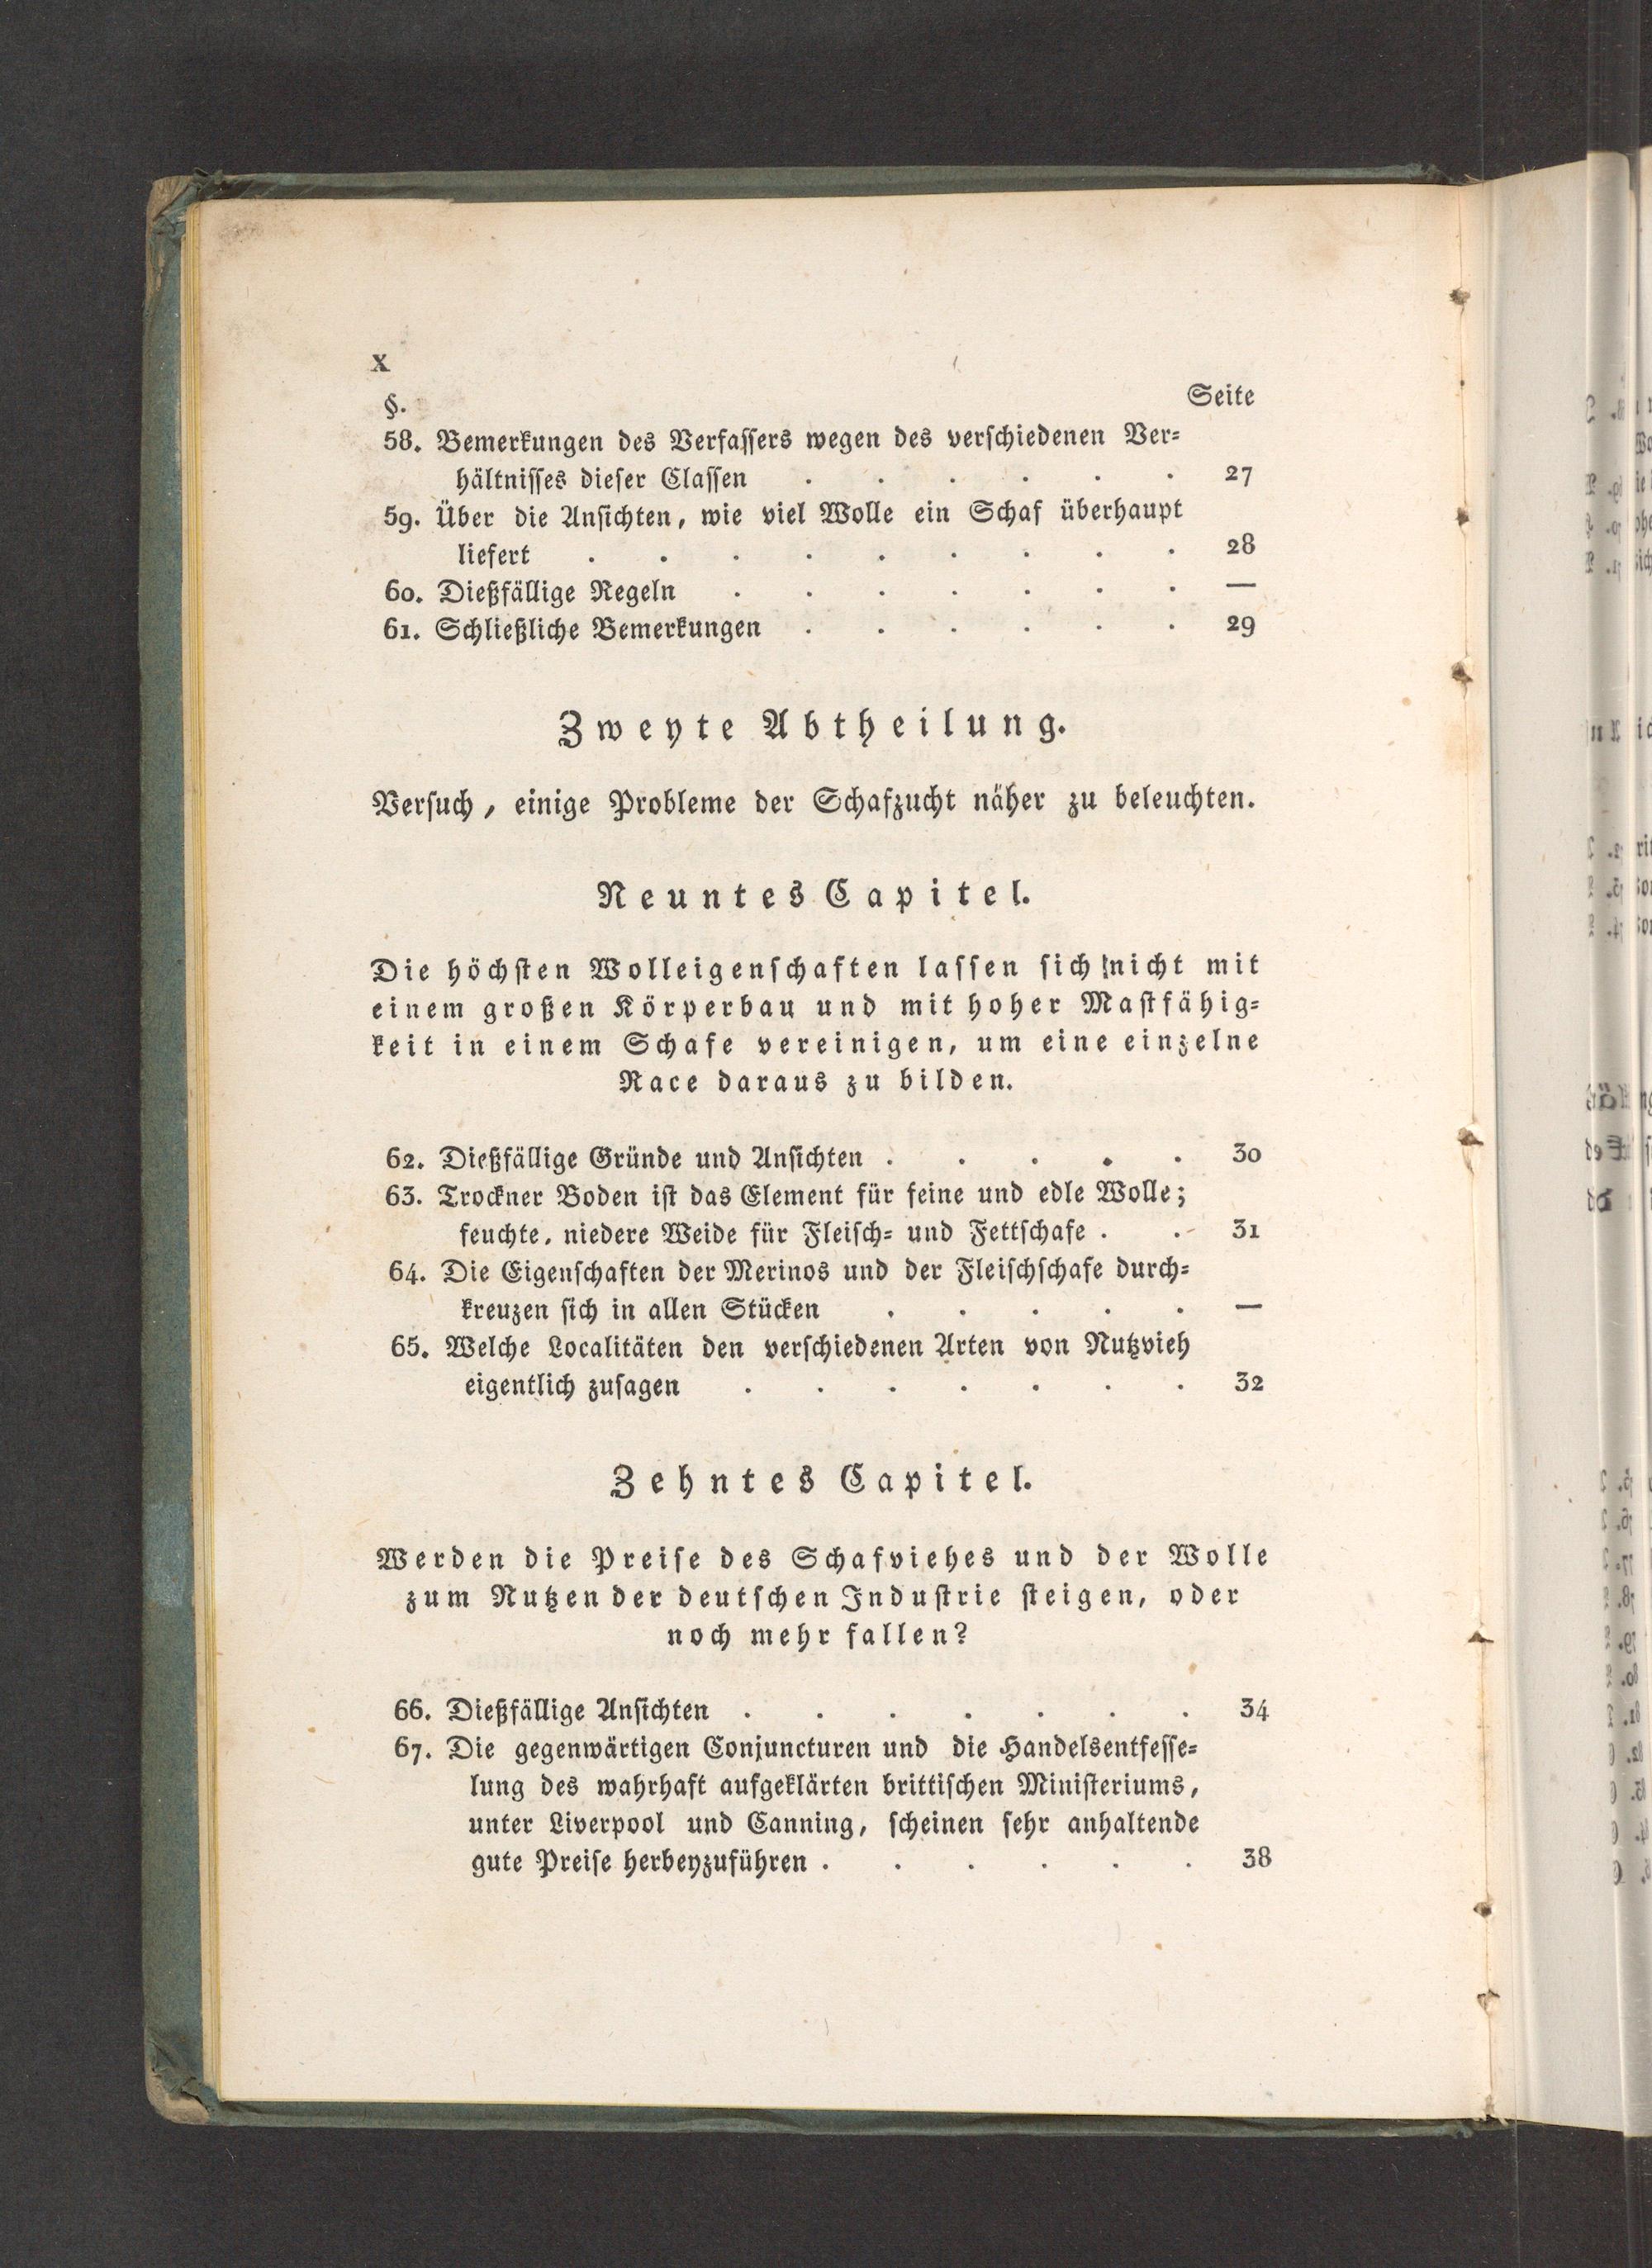 X
§. Seite
58. Bemerkungen des Verfassers wegen des verschiedenen Ver-
hältnisses dieser Classen . . . . . . 27
59. Über die Ansichten, wie viel Wolle ein Schaf überhaupt
liefert . . . . . . . . . 28
60. Dießfällige Regeln . . . . . . . —
61. Schließliche Bemerkungen . . . . . . 29
Zweyte Abtheilung.
Versuch, einige Probleme der Schafzucht näher zu beleuchten.
Neuntes Capitel.
Die höchsten Wolleigenschaften lassen sich nicht mit
einem großen Körperbau und mit hoher Mastfähig-
keit in einem Schafe vereinigen, um eine einzelne
Race daraus zu bilden.
62. Dießfällige Gründe und Ansichten . . . . . 30
63. Trockner Boden ist das Element für feine und edle Wolle;
feuchte, niedere Weide für Fleisch- und Fettschafe . . 31
64. Die Eigenschaften der Merinos und der Fleischschafe durch-
kreuzen sich in allen Stücken . . . . . —
65. Welche Localitäten den verschiedenen Arten von Nutzvieh
eigentlich zusagen . . . . . . . 32
Zehntes Capitel.
Werden die Preise des Schafviehes und der Wolle
zum Nutzen der deutschen Industrie steigen, oder
noch mehr fallen?
66. Dießfällige Ansichten . . . . . . . 34
67. Die gegenwärtigen Conjuncturen und die Handelsentfesse-
lung des wahrhaft aufgeklärten brittischen Ministeriums,
unter Liverpool und Canning, scheinen sehr anhaltende
gute Preise herbeyzuführen . . . . . . 38